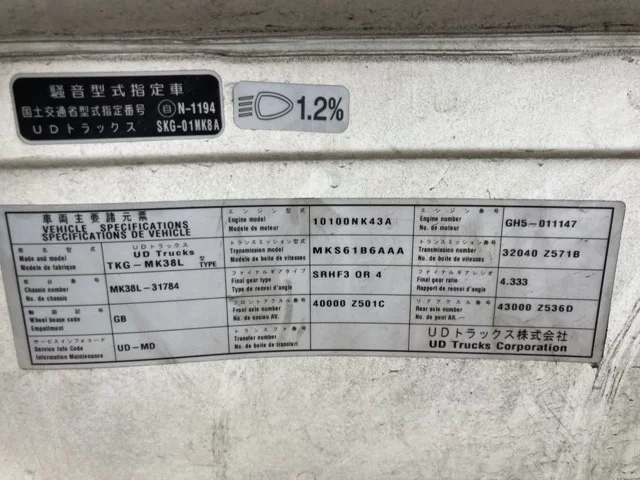 騒音型式指定車
国土交通省型式指定番号 自 N-1194
UDトラックス SKG-01MK8A
1.2%
車両主要諸元表
VEHICLE SPECIFICATIONS
SPECIFICATIONS DE VEHICLE
車名型式
Make and model
Modele de fabrique
UDトラックス
UD Trucks
TKG-MK38L 型 TYPE
車台番号
Chassis number
No. de chassis
MK38L-31784
軸距記号
Wheel base code
Empattement
GB
サービスインフォコード
Service Info Code
Information Maintenance
UD-MD
エンジン型式
Engine model
Modele de moteur
10100NK43A
トランスミッション型式
Transmission model
Modele de boite de vitesses
MKS61B6AAA
ファイナルギアタイプ
Final gear type
Type de renvoi d'angle
SRHF3 OR 4
フロントアクスル番号
Front axle number
No. de essieu AV.
40000 Z501C
トランスファ番号
Transfer number
No. de boite de transfert
エンジン番号
Engine number
No. de moteur
GH5-011147
トランスミッション番号
Transmission number
No. de boite de vitesses
32040 Z571B
ファイナルギアレシオ
Final gear ratio
Rapport de renvoi d'angle
4.333
リアアクスル番号
Rear axle number
No. de pont AR.
43000 Z536D
UDトラックス株式会社
UD Trucks Corporation